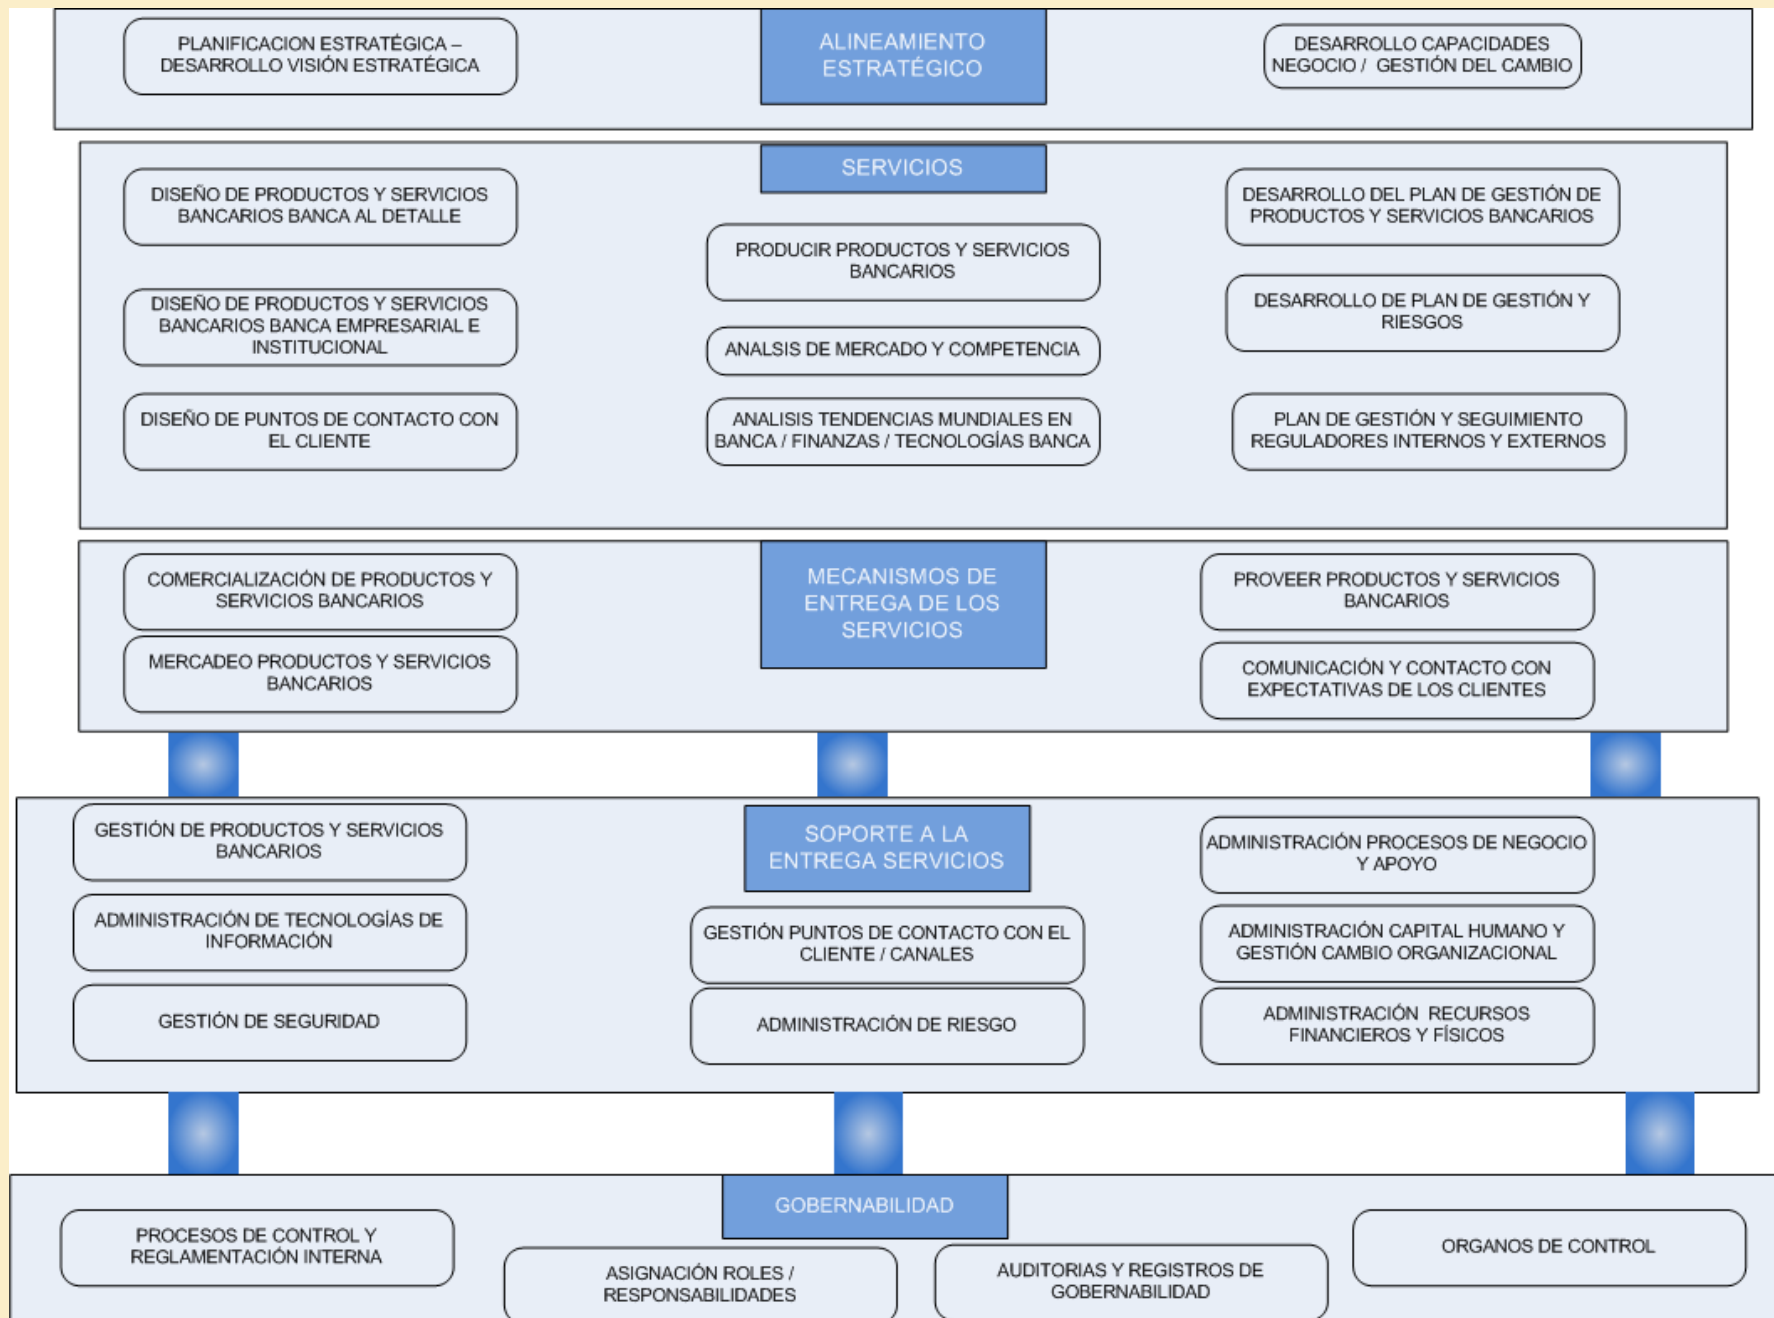 PLANIFICACION ESTRATÉGICA –
DESARROLLO VISIÓN ESTRATÉGICA
ALINEAMIENTO
ESTRATÉGICO
DESARROLLO CAPACIDADES
NEGOCIO / GESTIÓN DEL CAMBIO
SERVICIOS
DISEÑO DE PRODUCTOS Y SERVICIOS
BANCARIOS BANCA AL DETALLE
DISEÑO DE PRODUCTOS Y SERVICIOS
BANCARIOS BANCA EMPRESARIAL E
INSTITUCIONAL
DISEÑO DE PUNTOS DE CONTACTO CON
EL CLIENTE
PRODUCIR PRODUCTOS Y SERVICIOS
BANCARIOS
ANALSIS DE MERCADO Y COMPETENCIA
ANALISIS TENDENCIAS MUNDIALES EN
BANCA / FINANZAS / TECNOLOGÍAS BANCA
DESARROLLO DEL PLAN DE GESTIÓN DE
PRODUCTOS Y SERVICIOS BANCARIOS
DESARROLLO DE PLAN DE GESTIÓN Y
RIESGOS
PLAN DE GESTIÓN Y SEGUIMIENTO
REGULADORES INTERNOS Y EXTERNOS
MECANISMOS DE
ENTREGA DE LOS
SERVICIOS
COMERCIALIZACIÓN DE PRODUCTOS Y
SERVICIOS BANCARIOS
MERCADEO PRODUCTOS Y SERVICIOS
BANCARIOS
PROVEER PRODUCTOS Y SERVICIOS
BANCARIOS
COMUNICACIÓN Y CONTACTO CON
EXPECTATIVAS DE LOS CLIENTES
SOPORTE A LA
ENTREGA SERVICIOS
GESTIÓN DE PRODUCTOS Y SERVICIOS
BANCARIOS
ADMINISTRACIÓN DE TECNOLOGÍAS DE
INFORMACIÓN
GESTIÓN DE SEGURIDAD
GESTIÓN PUNTOS DE CONTACTO CON EL
CLIENTE / CANALES
ADMINISTRACIÓN DE RIESGO
ADMINISTRACIÓN PROCESOS DE NEGOCIO
Y APOYO
ADMINISTRACIÓN CAPITAL HUMANO Y
GESTIÓN CAMBIO ORGANIZACIONAL
ADMINISTRACIÓN RECURSOS
FINANCIEROS Y FÍSICOS
GOBERNABILIDAD
PROCESOS DE CONTROL Y
REGLAMENTACIÓN INTERNA
ASIGNACIÓN ROLES /
RESPONSABILIDADES
AUDITORIAS Y REGISTROS DE
GOBERNABILIDAD
ORGANOS DE CONTROL